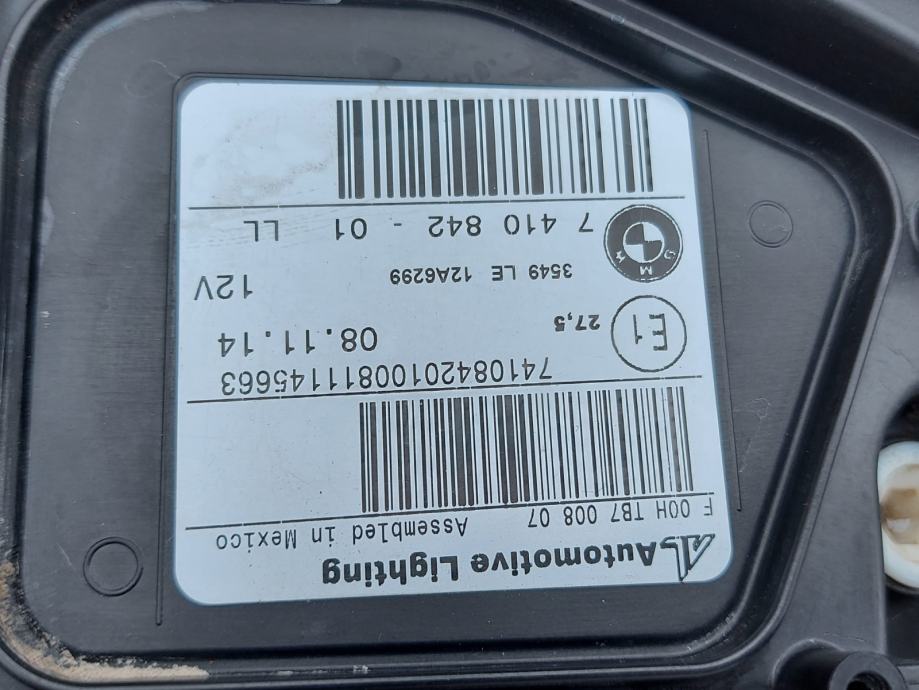 Automotive Lighting
F 00H TB7 008 07 Assembled in Mexico
74108420100811145663
E1 27,5 08.11.14
3549 LE 12A6299 12V
7 410 842 - 01 LL